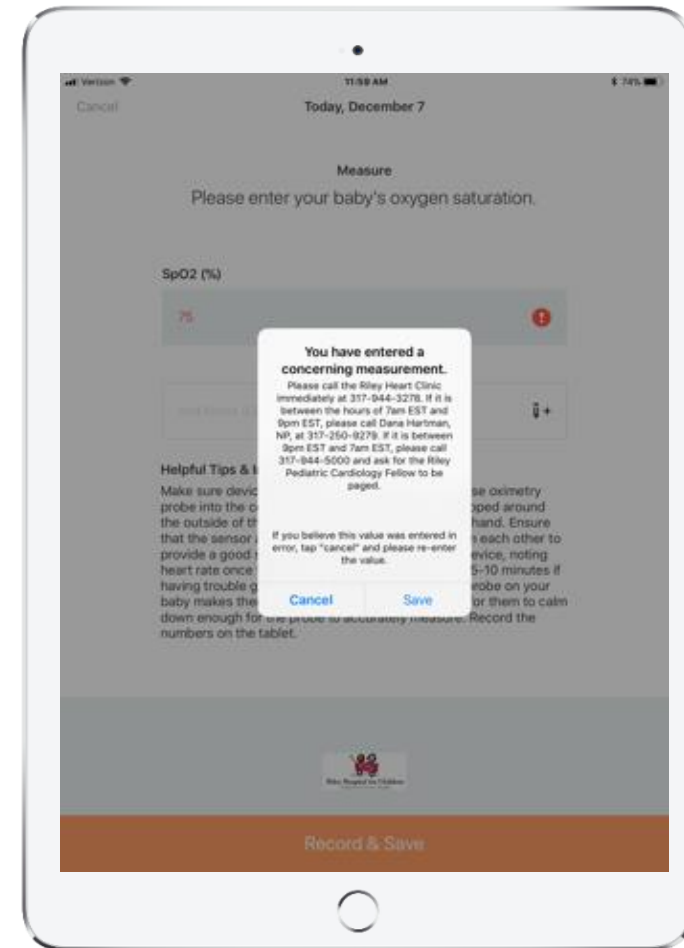 Verizon 11:59 AM 74%
Cancel Today, December 7
Measure
Please enter your baby's oxygen saturation.
SpO2 (%)
75
You have entered a
concerning measurement.
Please call the Riley Heart Clinic
immediately at 317-944-3278. If it is
between the hours of 7am EST and
9pm EST, please call Dana Hartman,
NP, at 317-250-9279. If it is between
9pm EST and 7am EST, please call
317-944-5000 and ask for the Riley
Pediatric Cardiology Fellow to be
paged.
If you believe this value was entered in
error, tap "cancel" and please re-enter
the value.
Cancel Save
Helpful Tips &
Make sure devic se oximetry
probe into the pped around
the outside of th hand. Ensure
that the sensor each other to
provide a good evice, noting
heart rate once 5-10 minutes if
having trouble robe on your
baby makes the or them to calm
down enough for the probe to accurately measure. Record the
numbers on the tablet.
Riley Hospital for Children
Record & Save